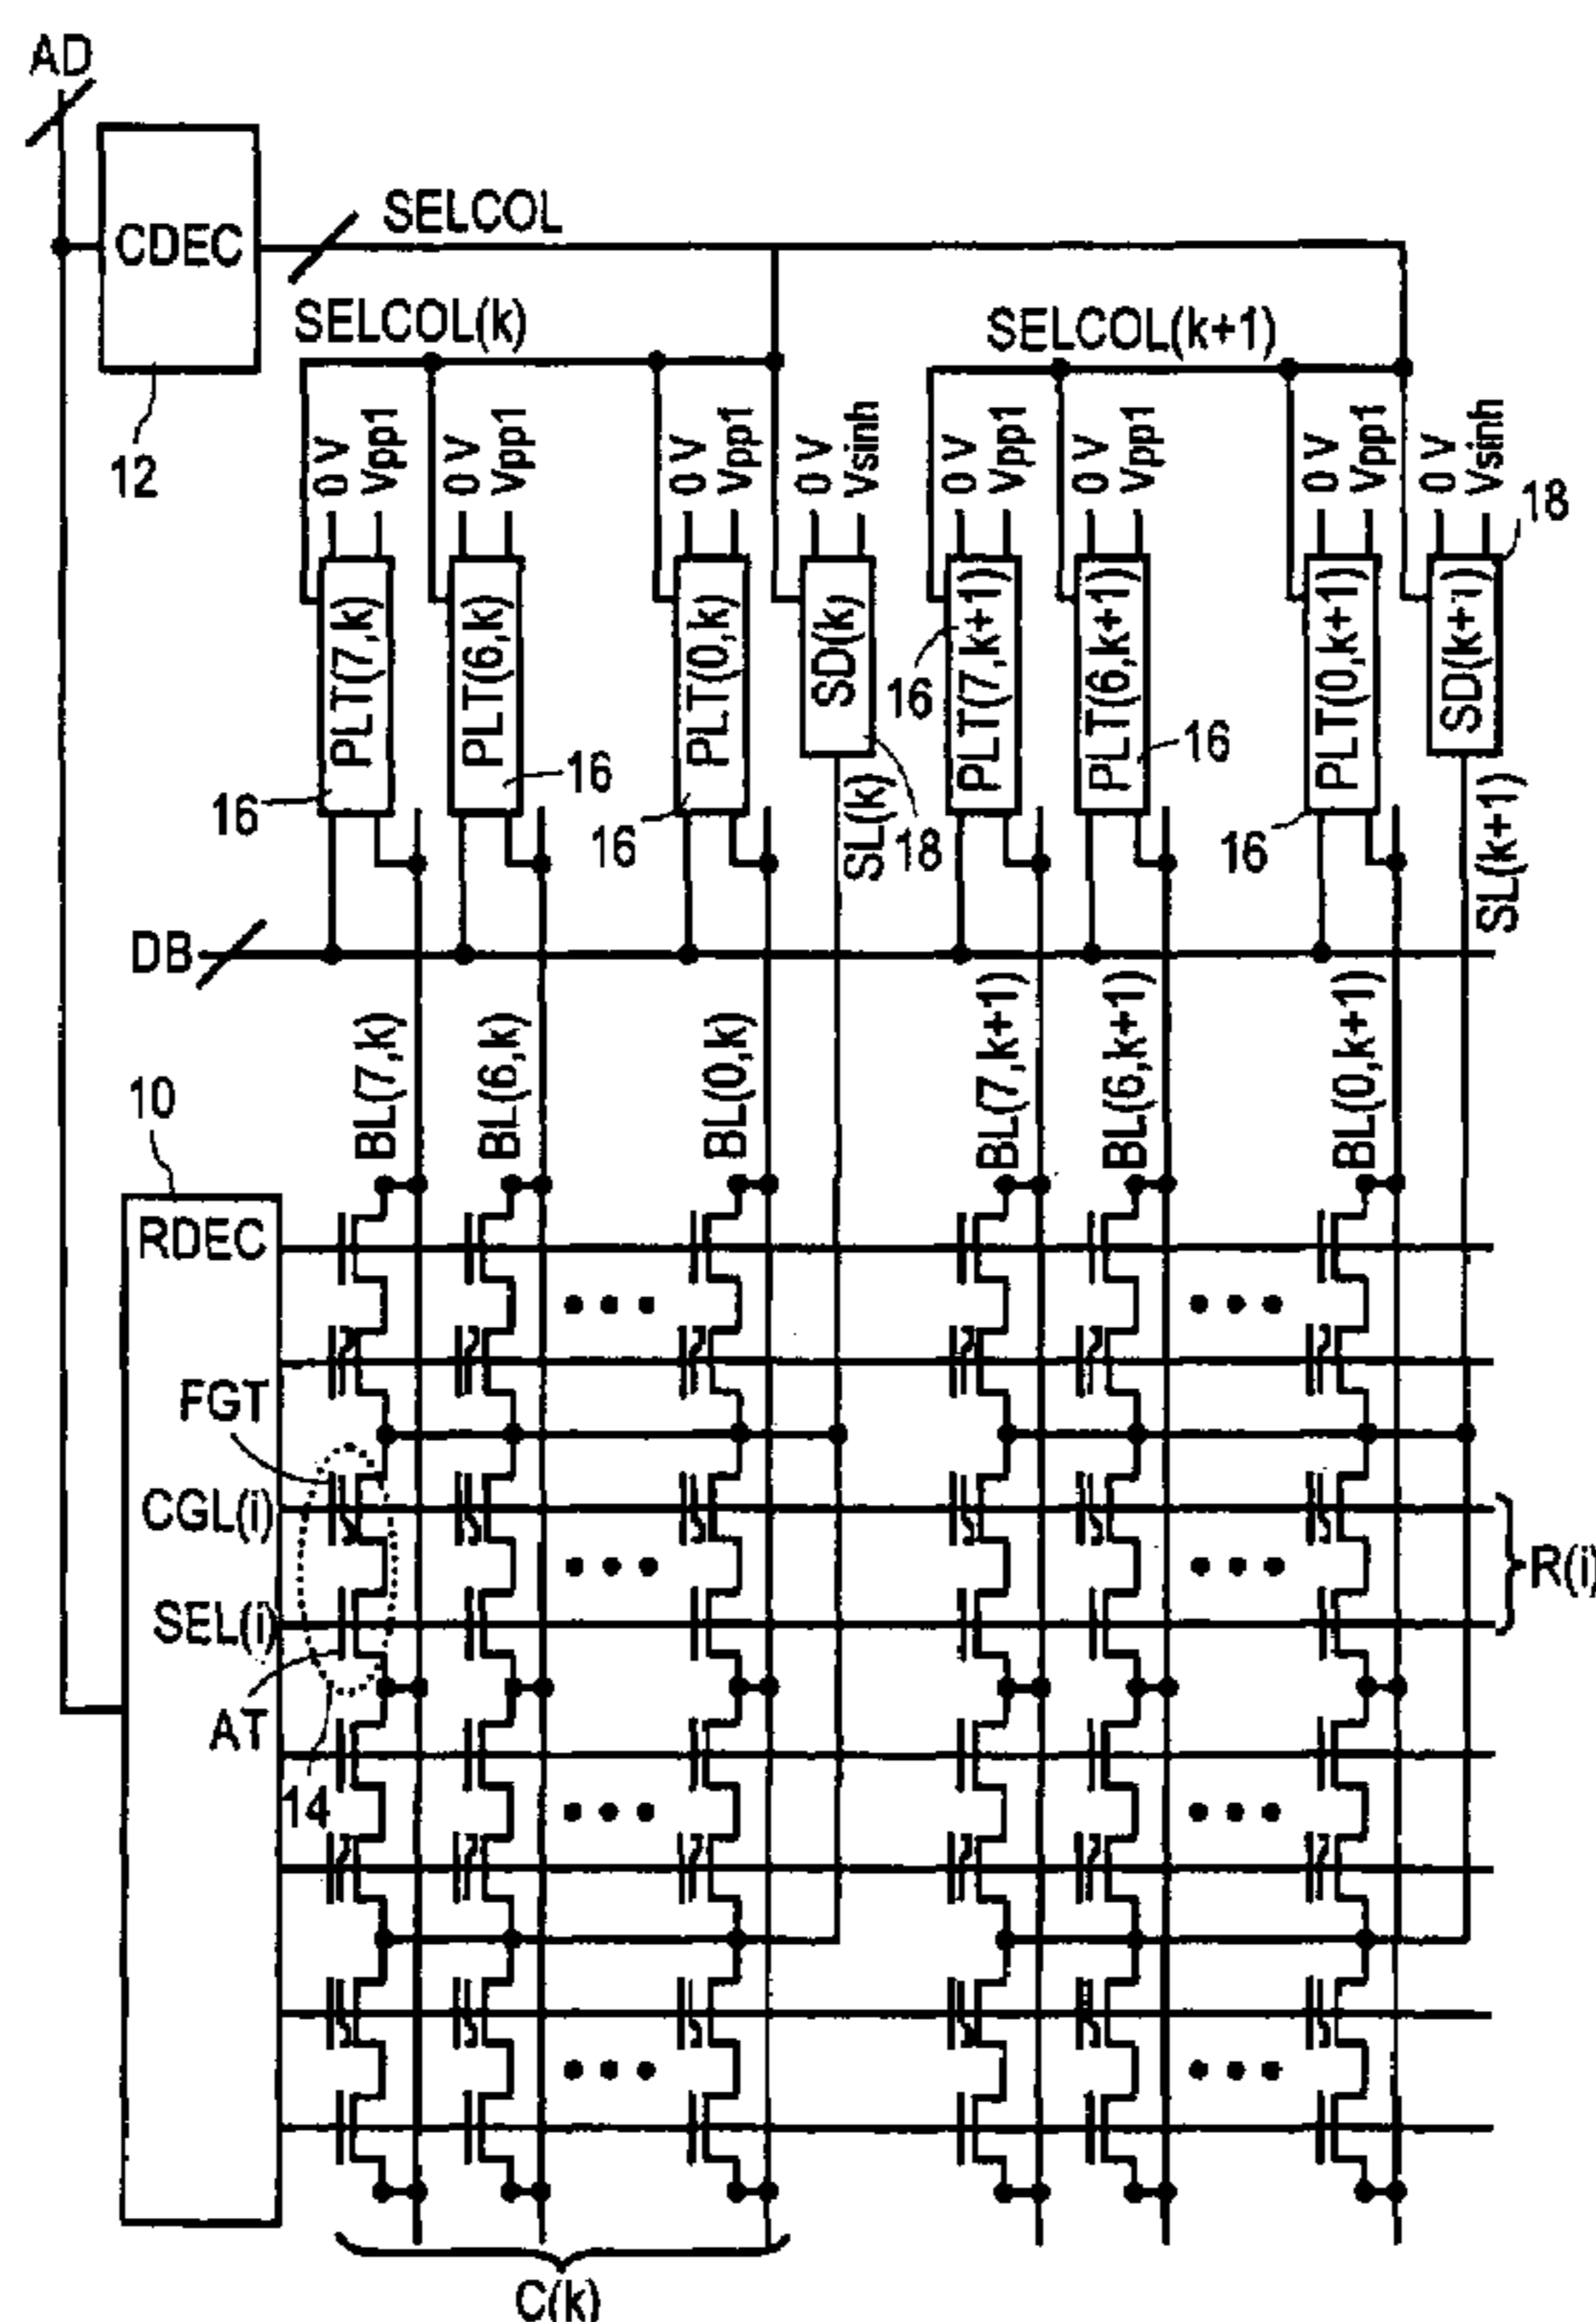 AD
CDEC
SELCOL
SELCOL(k)
SELCOL(k+1)
12
0 V
Vpp1
0 V
Vpp1
0 V
Vpp1
0 V
Vsinh
0 V
Vpp1
0 V
Vpp1
0 V
Vpp1
0 V
Vsinh
18
PLT(7,k)
PLT(6,k)
PLT(0,k)
SD(k)
PLT(7,k+1)
PLT(6,k+1)
PLT(0,k+1)
SD(k+1)
16
16
16
16
16
16
18
SL(k)
SL(k+1)
DB
BL(7,k)
BL(6,k)
BL(0,k)
BL(7,k+1)
BL(6,k+1)
BL(0,k+1)
10
RDEC
FGT
CGL(i)
R(i)
SEL(i)
AT
14
C(k)